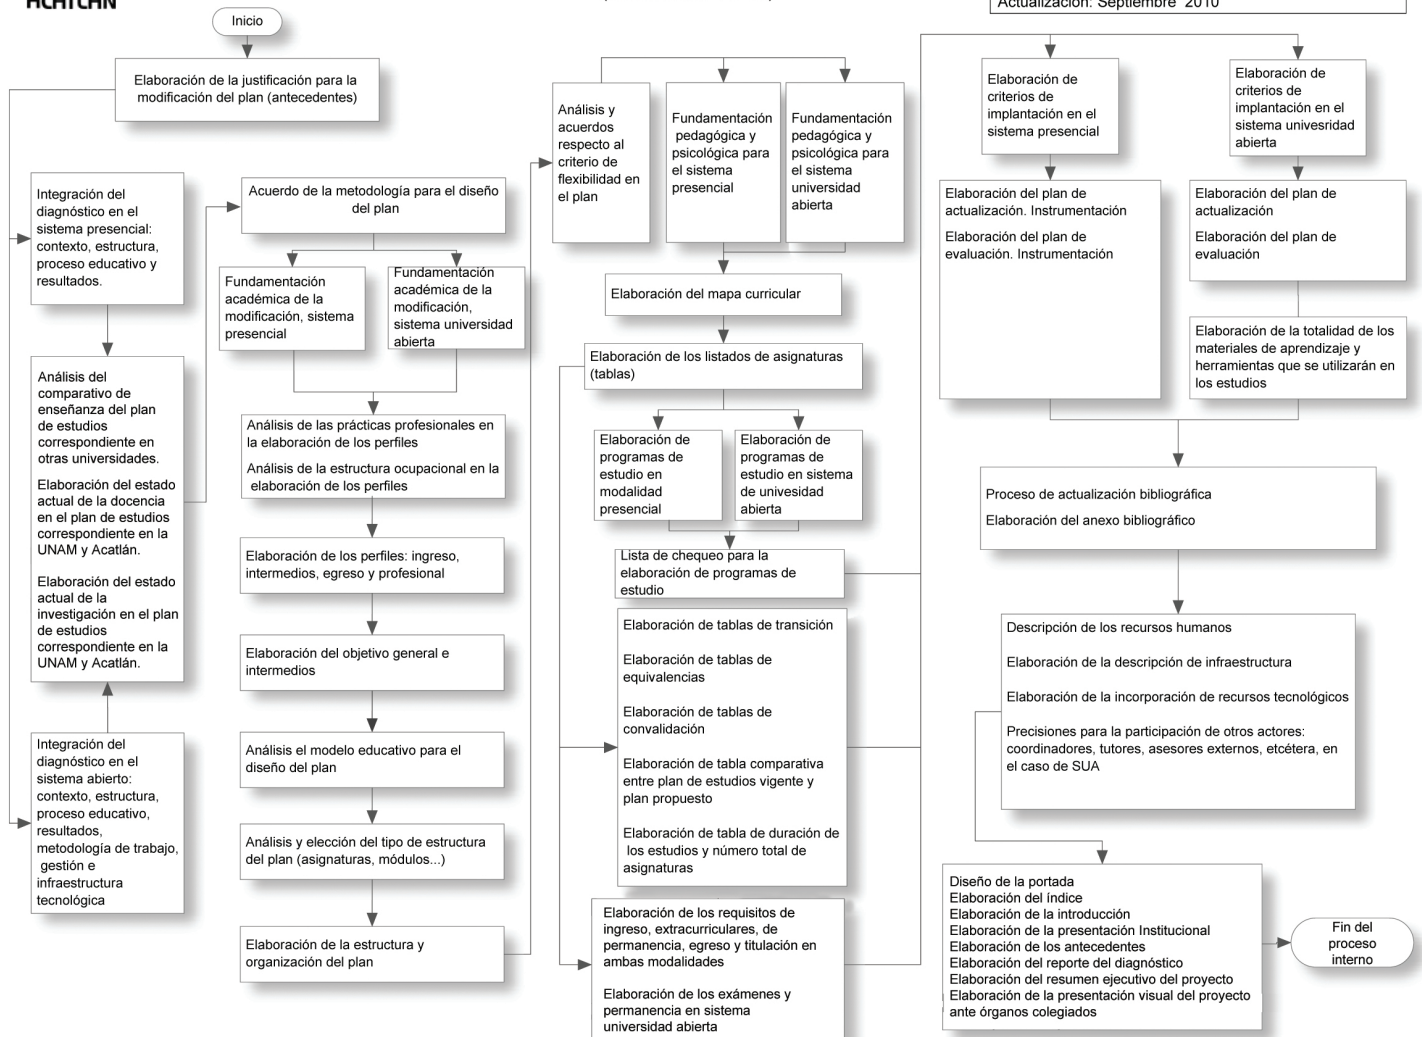 Actualización: Septiembre 2010
Inicio
Elaboración de la justificación para la
modificación del plan (antecedentes)
Integración del
diagnóstico en el
sistema presencial:
contexto, estructura,
proceso educativo y
resultados.
Análisis del
comparativo de
enseñanza del plan
de estudios
correspondiente en
otras universidades.
Elaboración del estado
actual de la docencia
en el plan de estudios
correspondiente en la
UNAM y Acatlán.
Elaboración del estado
actual de la
investigación en el plan
de estudios
correspondiente en la
UNAM y Acatlán.
Integración del
diagnóstico en el
sistema abierto:
contexto, estructura,
proceso educativo,
resultados,
metodología de trabajo,
gestión e
infraestructura
tecnológica
Acuerdo de la metodología para el diseño
del plan
Fundamentación
académica de la
modificación, sistema
presencial
Fundamentación
académica de la
modificación,
sistema universidad
abierta
Análisis de las prácticas profesionales en
la elaboración de los perfiles
Análisis de la estructura ocupacional en la
elaboración de los perfiles
Elaboración de los perfiles: ingreso,
intermedios, egreso y profesional
Elaboración del objetivo general e
intermedios
Análisis el modelo educativo para el
diseño del plan
Análisis y elección del tipo de estructura
del plan (asignaturas, módulos...)
Elaboración de la estructura y
organización del plan
Análisis y
acuerdos
respecto al
criterio de
flexibilidad en
el plan
Fundamentación
pedagógica y
psicológica para
el sistema
presencial
Fundamentación
pedagógica y
psicológica para
el sistema
universidad
abierta
Elaboración del mapa curricular
Elaboración de los listados de asignaturas
(tablas)
Elaboración de
programas de
estudio en
modalidad
presencial
Elaboración de
programas de
estudio en sistema
de univesidad
abierta
Lista de chequeo para la
elaboración de programas de
estudio
Elaboración de tablas de transición
Elaboración de tablas de
equivalencias
Elaboración de tablas de
convalidación
Elaboración de tabla comparativa
entre plan de estudios vigente y
plan propuesto
Elaboración de tabla de duración de
los estudios y número total de
asignaturas
Elaboración de los requisitos de
ingreso, extracurriculares, de
permanencia, egreso y titulación en
ambas modalidades
Elaboración de los exámenes y
permanencia en sistema
universidad abierta
Elaboración de
criterios de
implantación en el
sistema presencial
Elaboración de
criterios de
implantación en el
sistema univesridad
abierta
Elaboración del plan de
actualización. Instrumentación
Elaboración del plan de
evaluación. Instrumentación
Elaboración del plan de
actualización
Elaboración del plan de
evaluación
Elaboración de la totalidad de los
materiales de aprendizaje y
herramientas que se utilizarán en
los estudios
Proceso de actualización bibliográfica
Elaboración del anexo bibliográfico
Descripción de los recursos humanos
Elaboración de la descripción de infraestructura
Elaboración de la incorporación de recursos tecnológicos
Precisiones para la participación de otros actores:
coordinadores, tutores, asesores externos, etcétera, en
el caso de SUA
Diseño de la portada
Elaboración del índice
Elaboración de la introducción
Elaboración de la presentación Institucional
Elaboración de los antecedentes
Elaboración del reporte del diagnóstico
Elaboración del resumen ejecutivo del proyecto
Elaboración de la presentación visual del proyecto
ante órganos colegiados
Fin del
proceso
interno